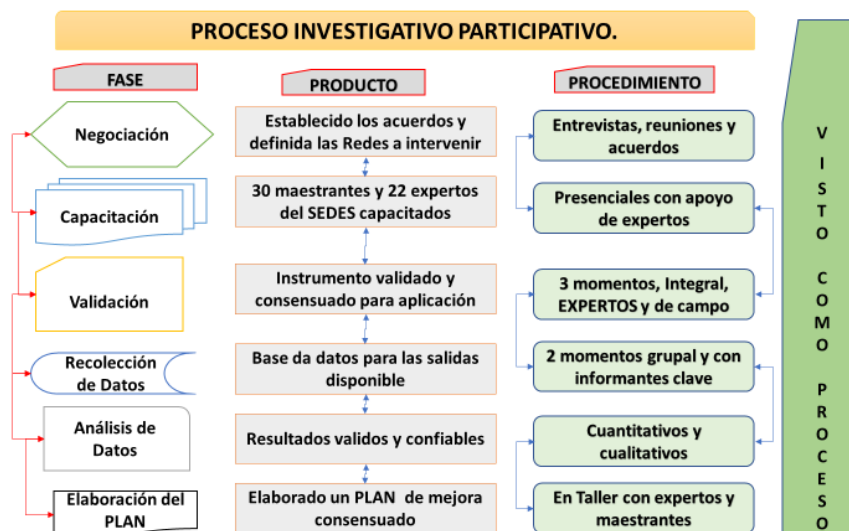 PROCESO INVESTIGATIVO PARTICIPATIVO.
FASE
PRODUCTO
PROCEDIMIENTO
Negociación
Establecido los acuerdos y
definida las Redes a intervenir
Entrevistas, reuniones y
acuerdos
Capacitación
30 maestrantes y 22 expertos
del SEDES capacitados
Presenciales con apoyo
de expertos
Validación
Instrumento validado y
consensuado para aplicación
3 momentos, Integral,
EXPERTOS y de campo
Recolección
de Datos
Base da datos para las salidas
disponible
2 momentos grupal y con
informantes clave
Análisis de
Datos
Resultados validos y confiables
Cuantitativos y
cualitativos
Elaboración del
PLAN
Elaborado un PLAN de mejora
consensuado
En Taller con expertos y
maestrantes
VISTO COMO PROCESO